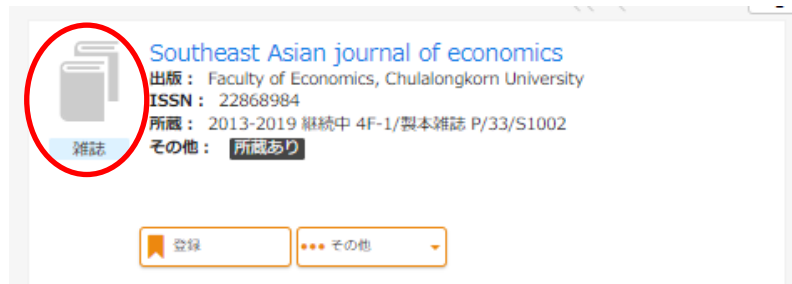 Southeast Asian journal of economics
出版： Faculty of Economics, Chulalongkorn University
ISSN： 22868984
所蔵： 2013-2019 継続中 4F-1/製本雑誌 P/33/S1002
雑誌
その他： 所蔵あり
登録
その他